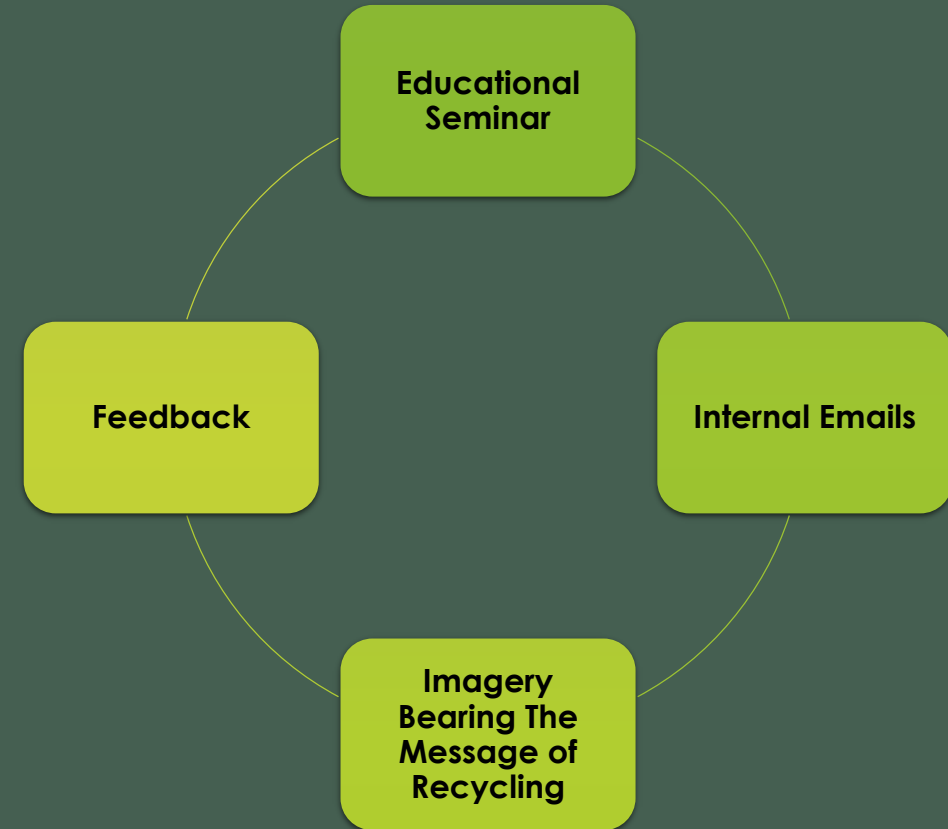 Educational
Seminar
Internal Emails
Imagery
Bearing The
Message of
Recycling
Feedback